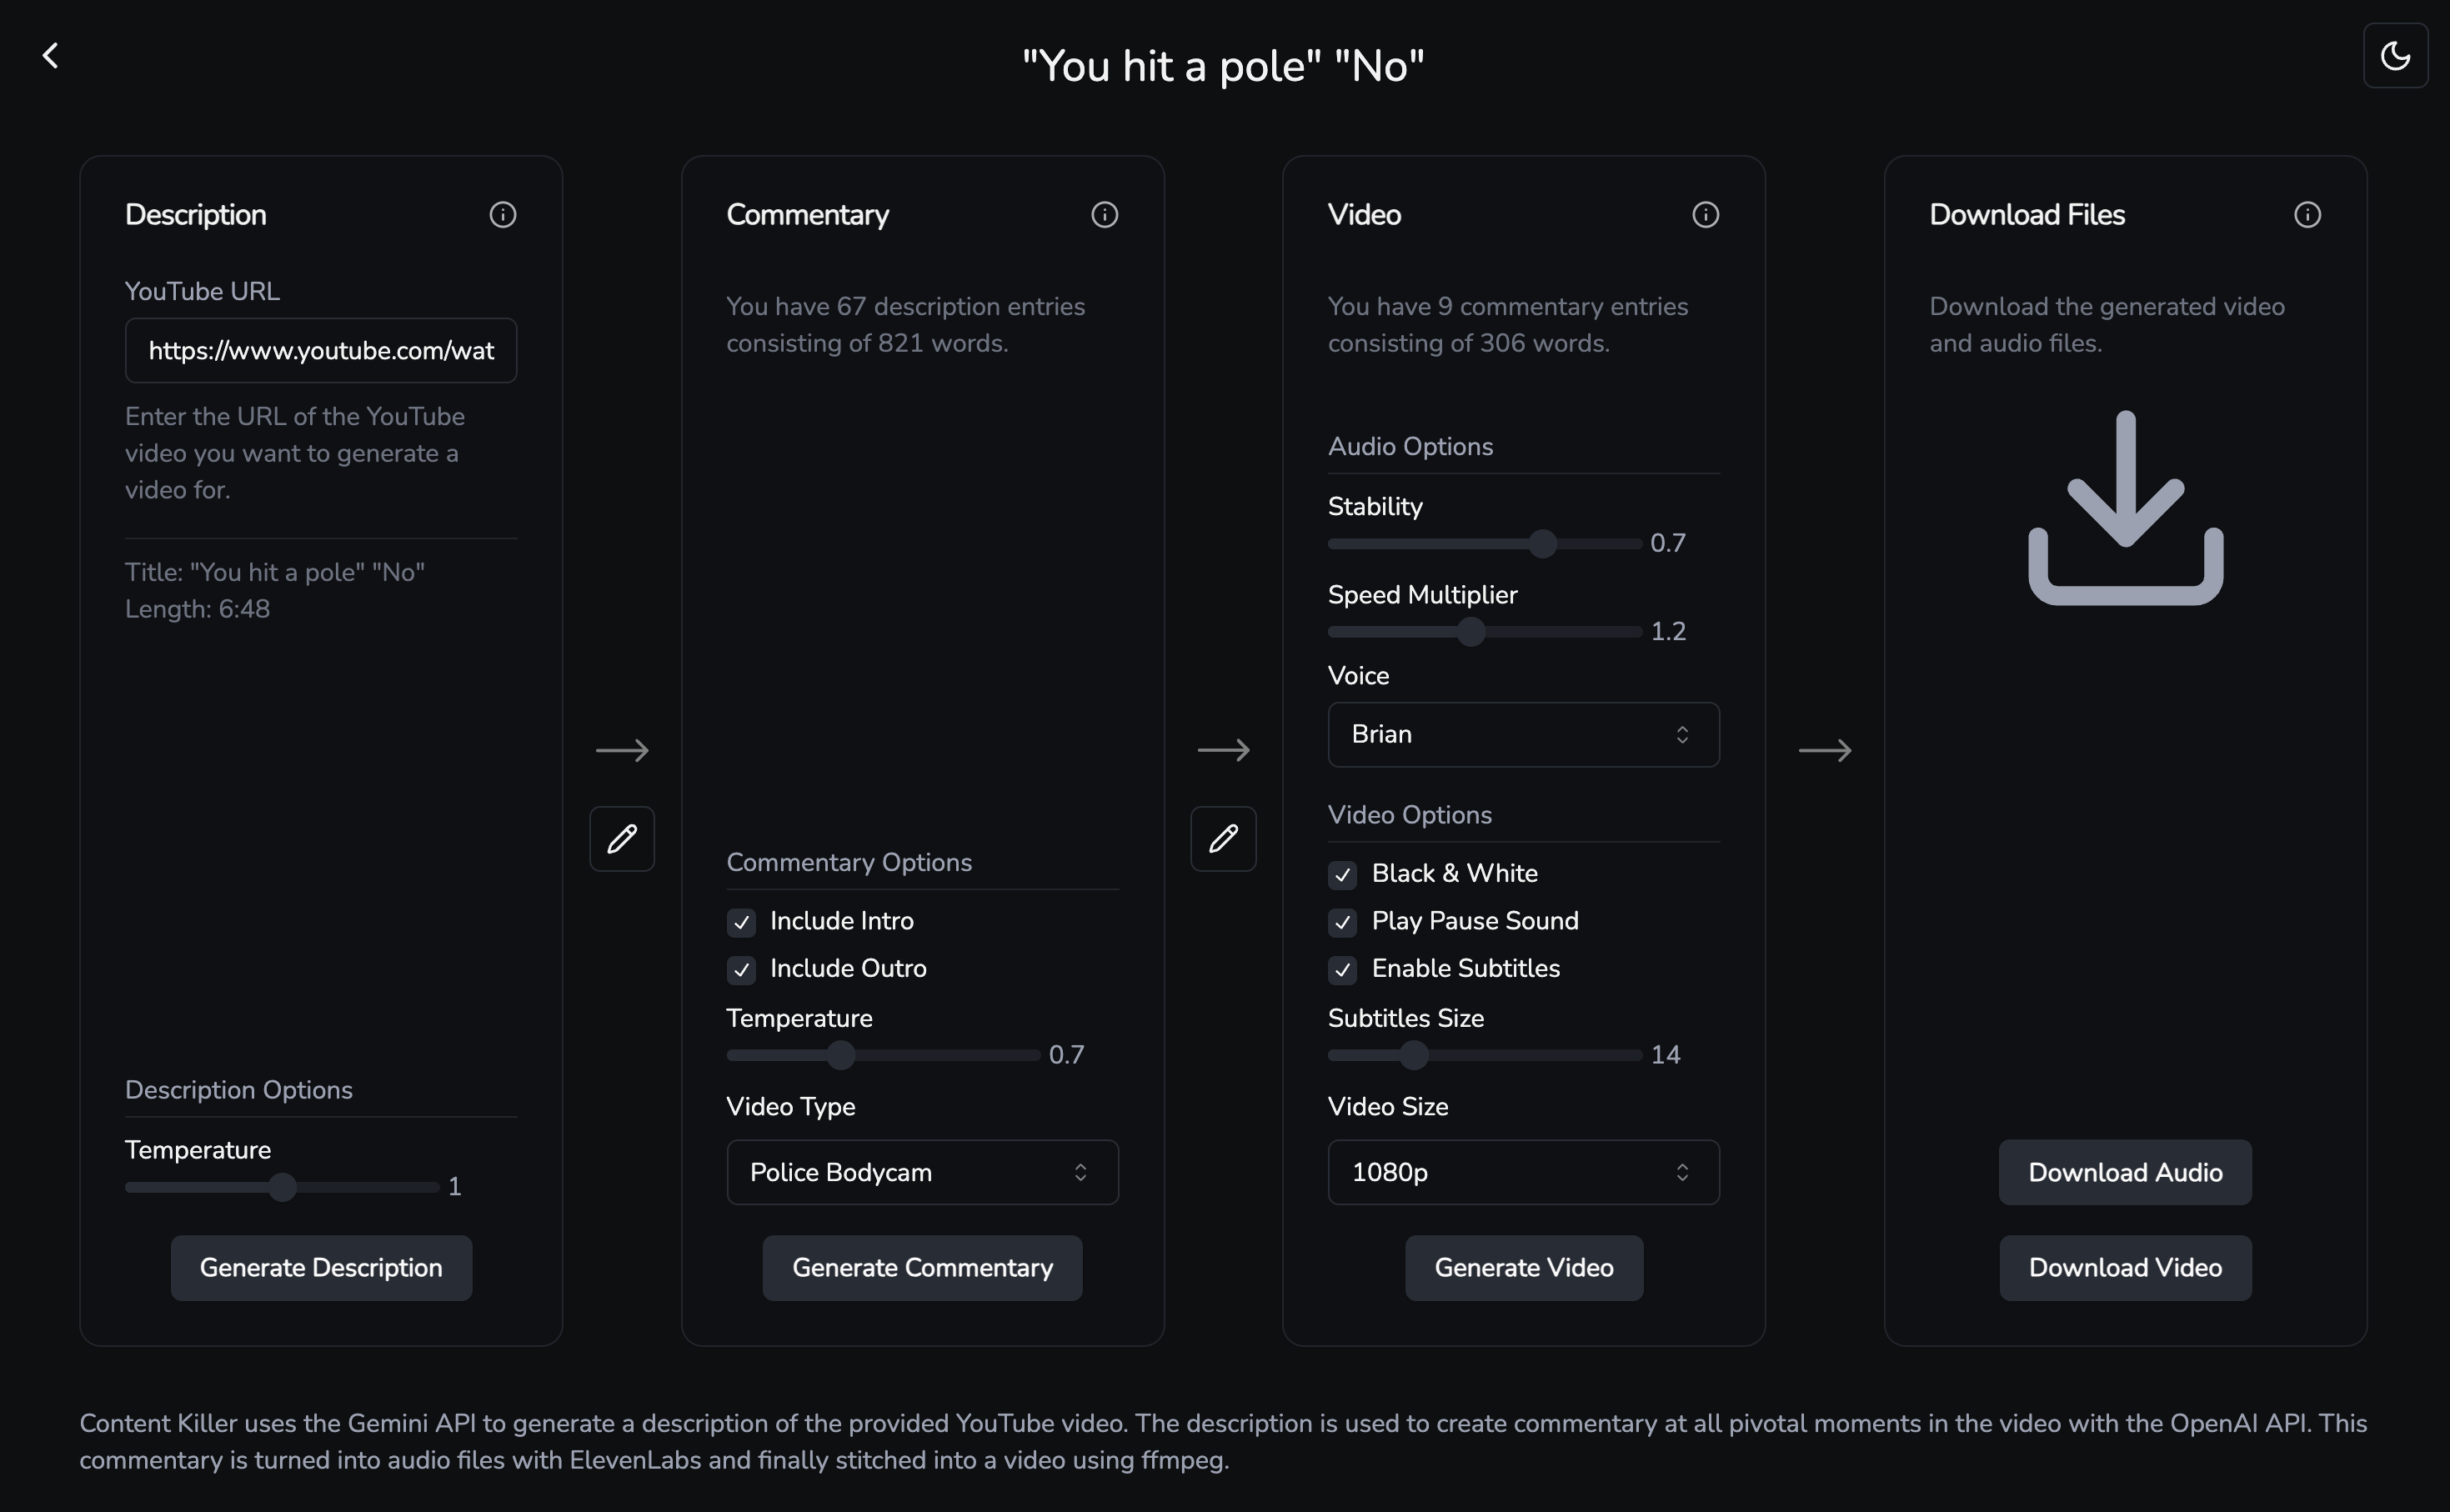 "You hit a pole" "No"
Description
YouTube URL
https://www.youtube.com/wat
Enter the URL of the YouTube
video you want to generate a
video for.
Title: "You hit a pole" "No"
Length: 6:48
Description Options
Temperature
1
Generate Description
Commentary
You have 67 description entries
consisting of 821 words.
Commentary Options
Include Intro
Include Outro
Temperature
0.7
Video Type
Police Bodycam
Generate Commentary
Video
You have 9 commentary entries
consisting of 306 words.
Audio Options
Stability
0.7
Speed Multiplier
1.2
Voice
Brian
Video Options
Black & White
Play Pause Sound
Enable Subtitles
Subtitles Size
14
Video Size
1080p
Generate Video
Download Files
Download the generated video
and audio files.
Download Audio
Download Video
Content Killer uses the Gemini API to generate a description of the provided YouTube video. The description is used to create commentary at all pivotal moments in the video with the OpenAI API. This
commentary is turned into audio files with ElevenLabs and finally stitched into a video using ffmpeg.